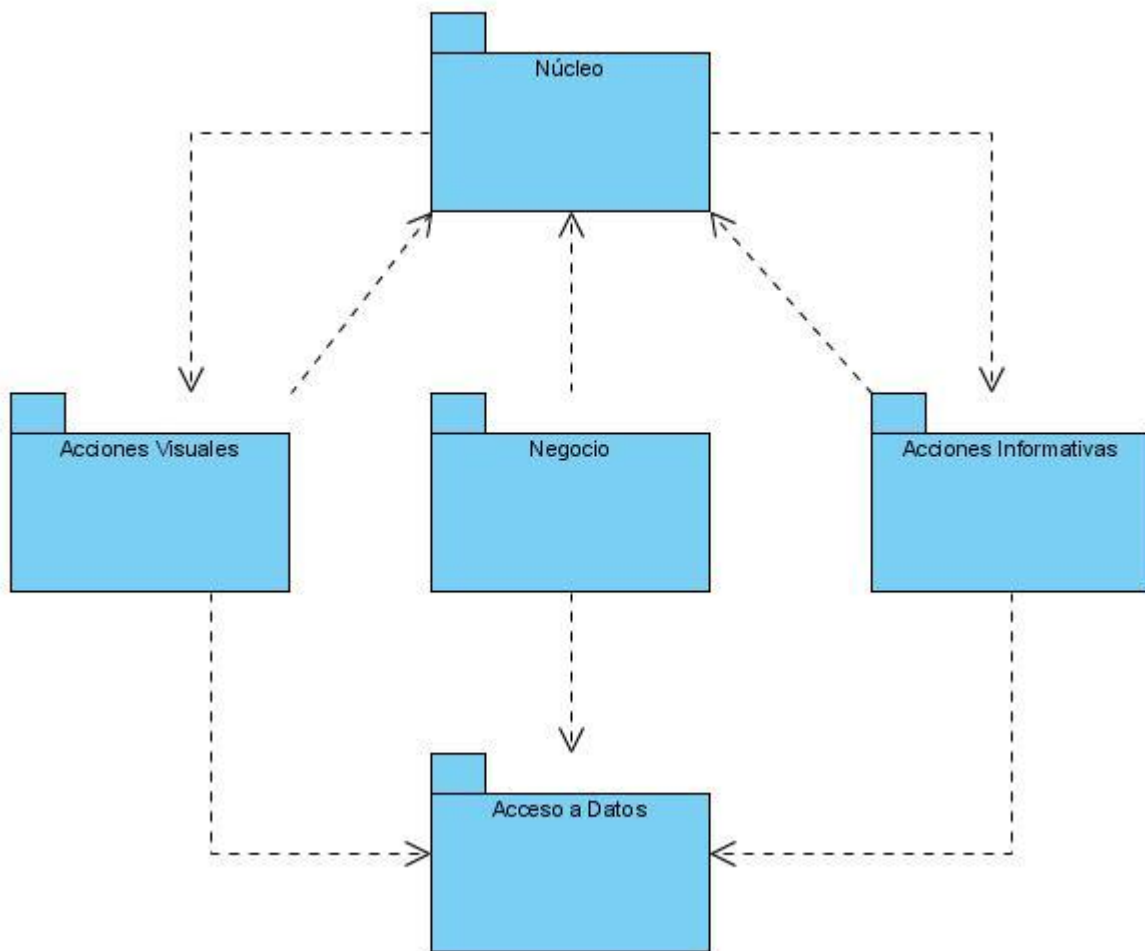 Núcleo
Acciones Visuales
Negocio
Acciones Informativas
Acceso a Datos